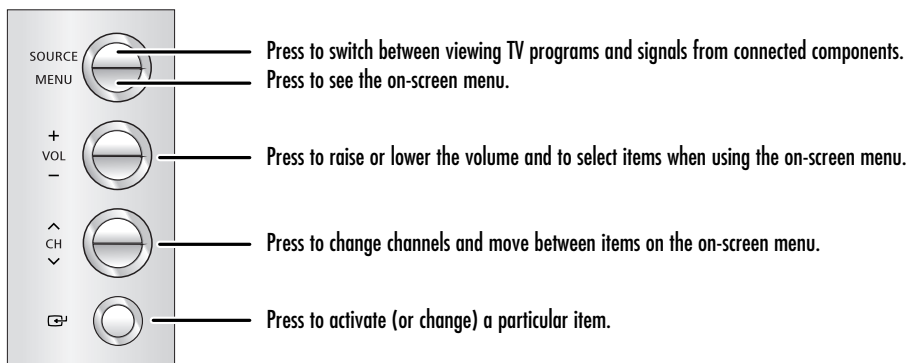 SOURCE
Press to switch between viewing TV programs and signals from connected components.
MENU
Press to see the on-screen menu.
+
VOL
−
Press to raise or lower the volume and to select items when using the on-screen menu.
CH
Press to change channels and move between items on the on-screen menu.
Press to activate (or change) a particular item.